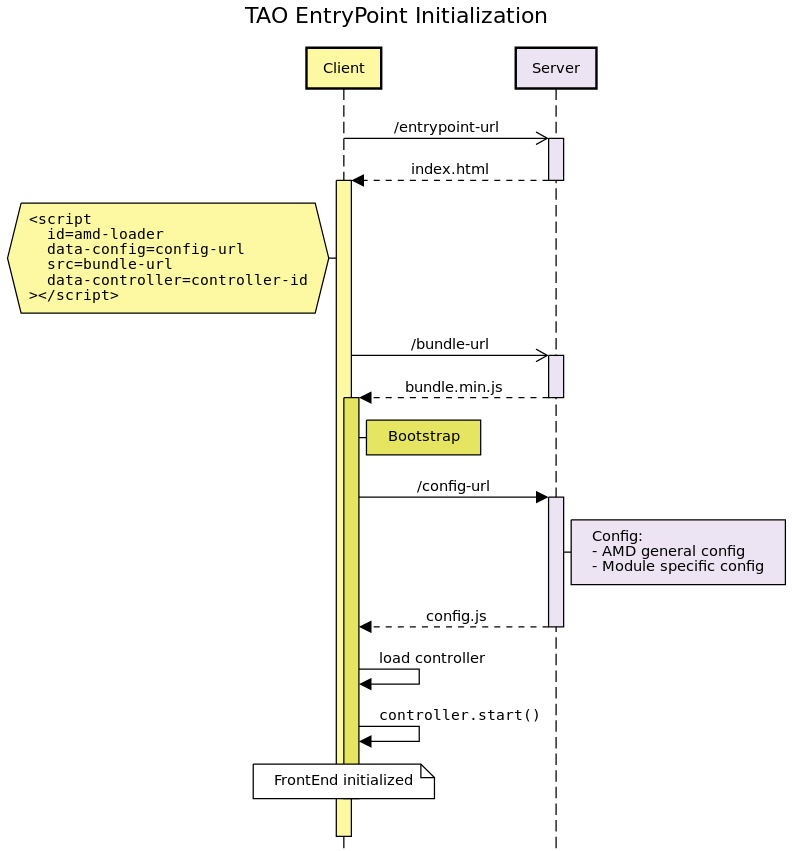 TAO EntryPoint Initialization
Client
Server
/entrypoint-url
index.html
<script
  id=amd-loader
  data-config=config-url
  src=bundle-url
  data-controller=controller-id
></script>
/bundle-url
bundle.min.js
Bootstrap
/config-url
Config:
- AMD general config
- Module specific config
config.js
load controller
controller.start()
FrontEnd initialized